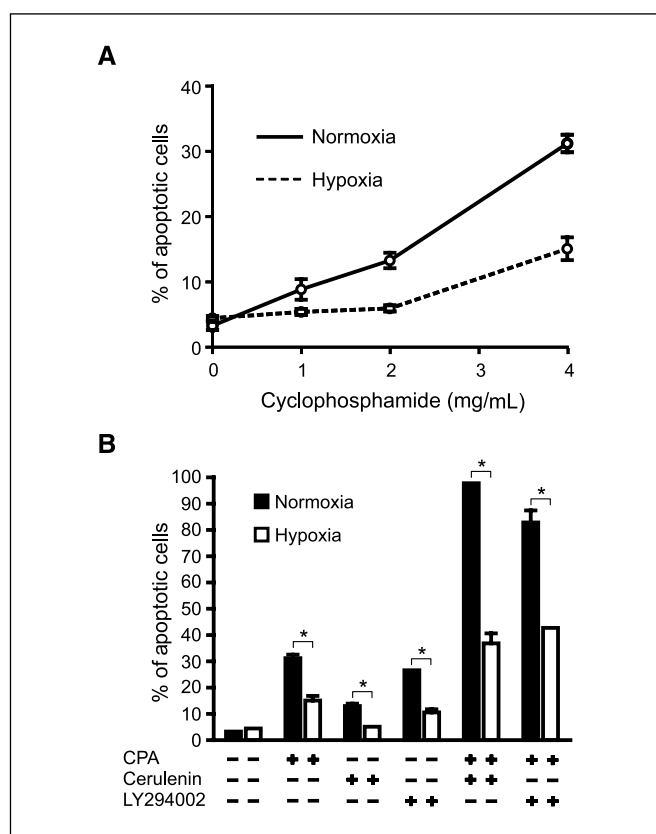 A
% of apoptotic cells
40
30
20
10
0
Normoxia
Hypoxia
0 1 2 3 4
Cyclophosphamide (mg/mL)
B
% of apoptotic cells
100
90
80
70
60
50
40
30
20
10
0
Normoxia
Hypoxia
* * * * *
CPA − − + + − − − − + + + +
Cerulenin − − − − + + − − + + − −
LY294002 − − − − − − + + − − + +